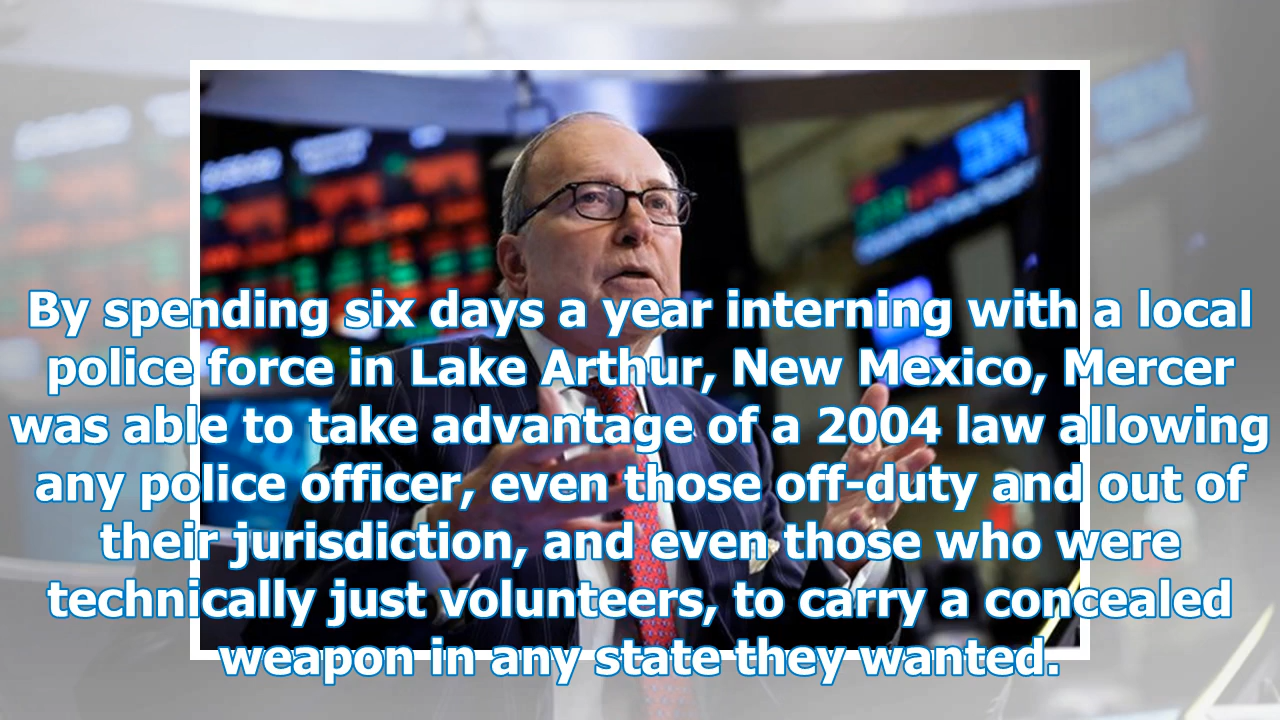 By spending six days a year interning with a local
police force in Lake Arthur, New Mexico, Mercer
was able to take advantage of a 2004 law allowing
any police officer, even those off-duty and out of
their jurisdiction, and even those who were
technically just volunteers, to carry a concealed
weapon in any state they wanted.